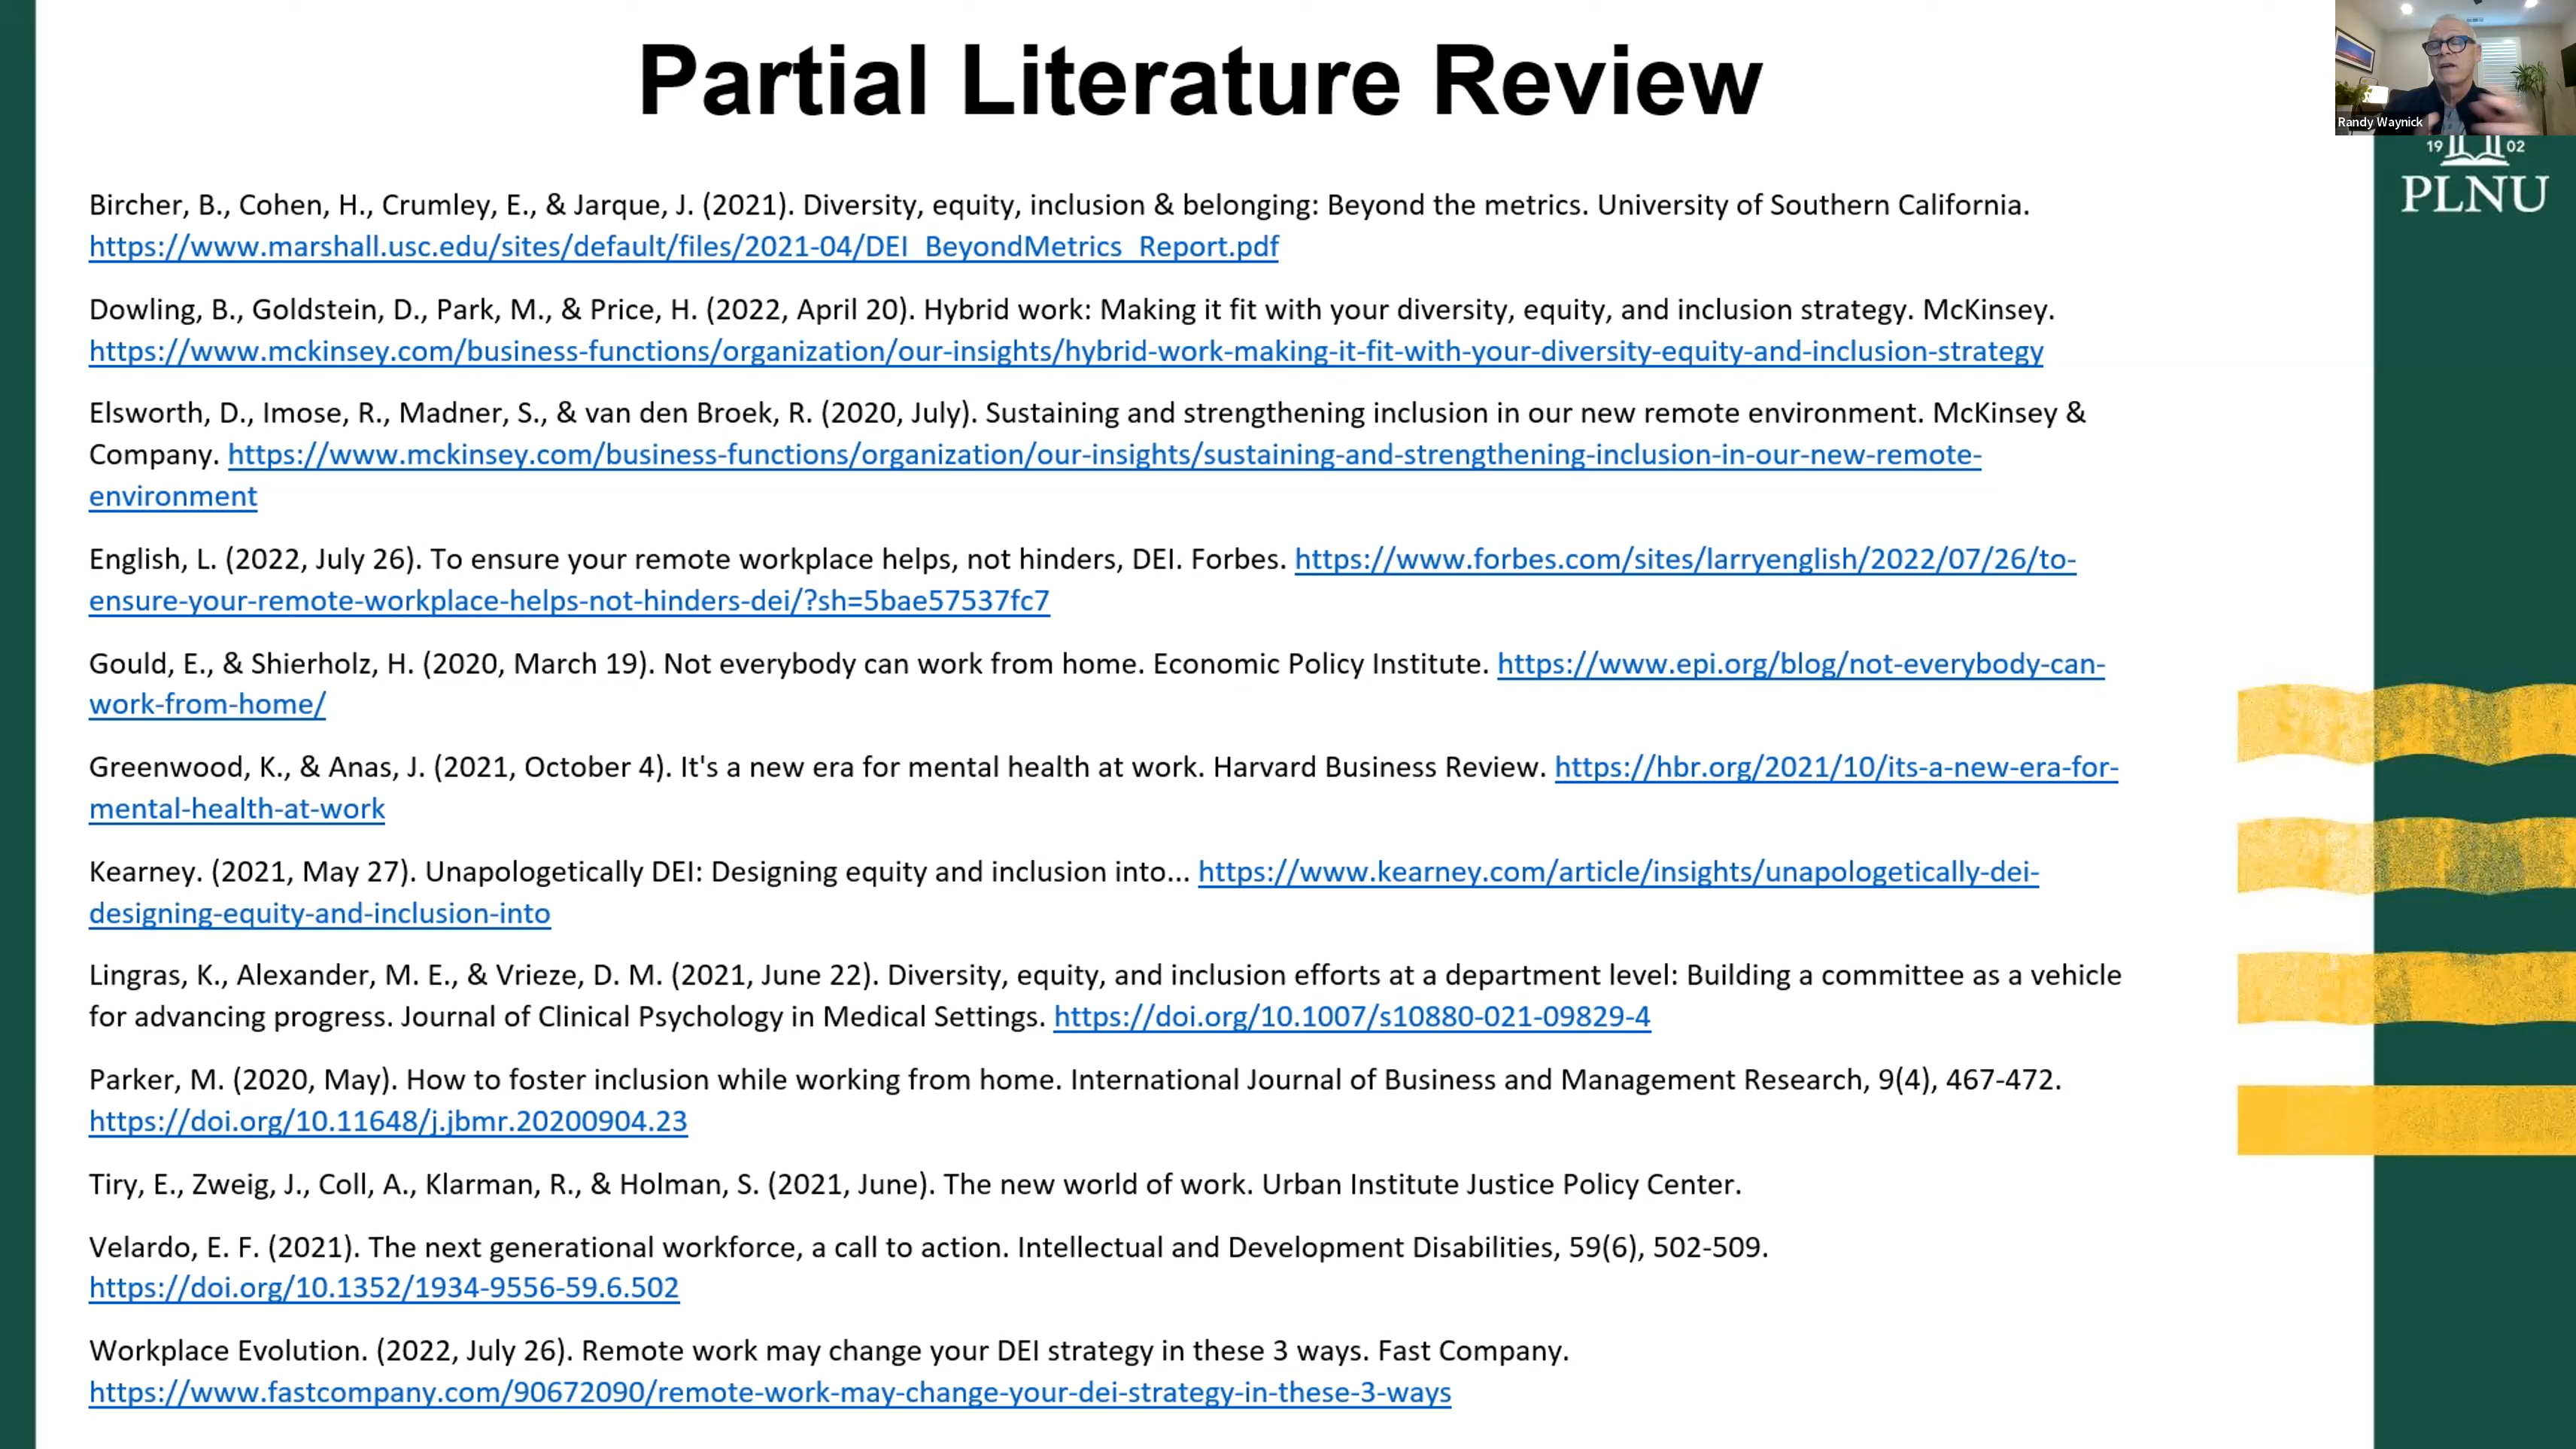 Partial Literature Review
Randy Waynick
19 02
PLNU
Bircher, B., Cohen, H., Crumley, E., & Jarque, J. (2021). Diversity, equity, inclusion & belonging: Beyond the metrics. University of Southern California.
https://www.marshall.usc.edu/sites/default/files/2021-04/DEI_BeyondMetrics_Report.pdf
Dowling, B., Goldstein, D., Park, M., & Price, H. (2022, April 20). Hybrid work: Making it fit with your diversity, equity, and inclusion strategy. McKinsey.
https://www.mckinsey.com/business-functions/organization/our-insights/hybrid-work-making-it-fit-with-your-diversity-equity-and-inclusion-strategy
Elsworth, D., Imose, R., Madner, S., & van den Broek, R. (2020, July). Sustaining and strengthening inclusion in our new remote environment. McKinsey &
Company. https://www.mckinsey.com/business-functions/organization/our-insights/sustaining-and-strengthening-inclusion-in-our-new-remote-
environment
English, L. (2022, July 26). To ensure your remote workplace helps, not hinders, DEI. Forbes. https://www.forbes.com/sites/larryenglish/2022/07/26/to-
ensure-your-remote-workplace-helps-not-hinders-dei/?sh=5bae57537fc7
Gould, E., & Shierholz, H. (2020, March 19). Not everybody can work from home. Economic Policy Institute. https://www.epi.org/blog/not-everybody-can-
work-from-home/
Greenwood, K., & Anas, J. (2021, October 4). It's a new era for mental health at work. Harvard Business Review. https://hbr.org/2021/10/its-a-new-era-for-
mental-health-at-work
Kearney. (2021, May 27). Unapologetically DEI: Designing equity and inclusion into... https://www.kearney.com/article/insights/unapologetically-dei-
designing-equity-and-inclusion-into
Lingras, K., Alexander, M. E., & Vrieze, D. M. (2021, June 22). Diversity, equity, and inclusion efforts at a department level: Building a committee as a vehicle
for advancing progress. Journal of Clinical Psychology in Medical Settings. https://doi.org/10.1007/s10880-021-09829-4
Parker, M. (2020, May). How to foster inclusion while working from home. International Journal of Business and Management Research, 9(4), 467-472.
https://doi.org/10.11648/j.jbmr.20200904.23
Tiry, E., Zweig, J., Coll, A., Klarman, R., & Holman, S. (2021, June). The new world of work. Urban Institute Justice Policy Center.
Velardo, E. F. (2021). The next generational workforce, a call to action. Intellectual and Development Disabilities, 59(6), 502-509.
https://doi.org/10.1352/1934-9556-59.6.502
Workplace Evolution. (2022, July 26). Remote work may change your DEI strategy in these 3 ways. Fast Company.
https://www.fastcompany.com/90672090/remote-work-may-change-your-dei-strategy-in-these-3-ways